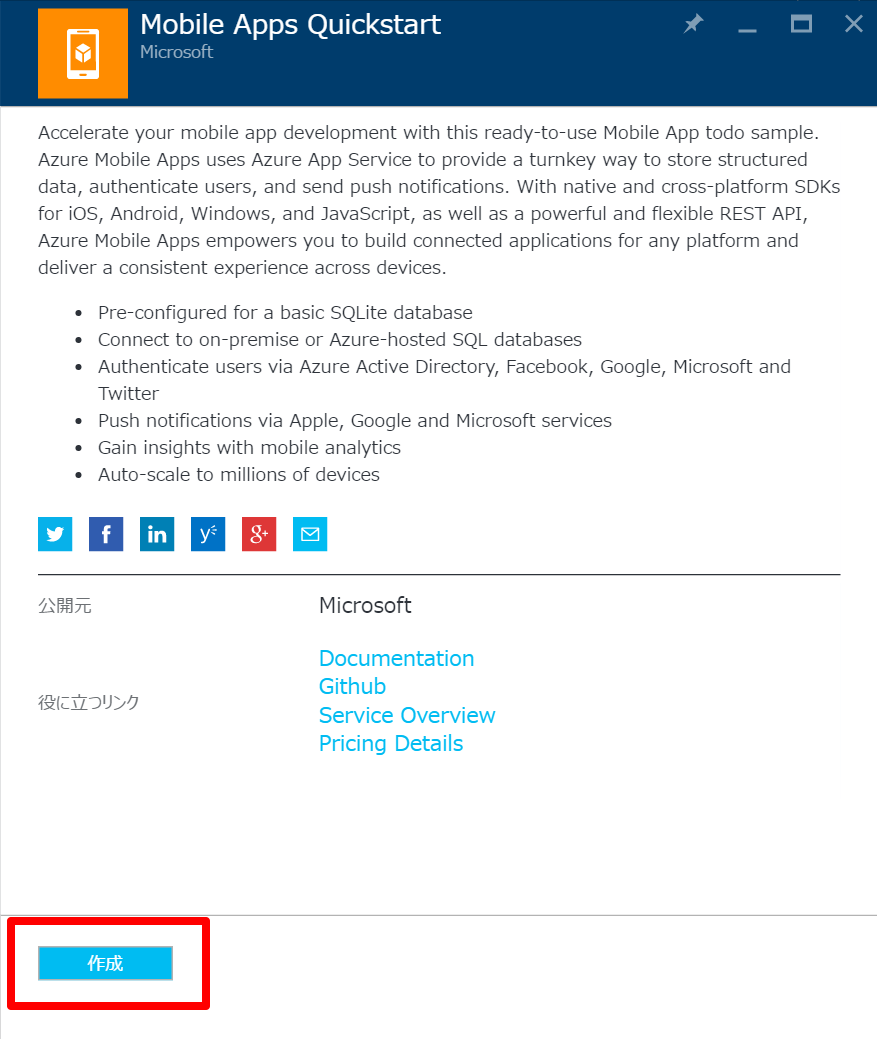 Mobile Apps Quickstart
Microsoft
Accelerate your mobile app development with this ready-to-use Mobile App todo sample.
Azure Mobile Apps uses Azure App Service to provide a turnkey way to store structured
data, authenticate users, and send push notifications. With native and cross-platform SDKs
for iOS, Android, Windows, and JavaScript, as well as a powerful and flexible REST API,
Azure Mobile Apps empowers you to build connected applications for any platform and
deliver a consistent experience across devices.
• Pre-configured for a basic SQLite database
• Connect to on-premise or Azure-hosted SQL databases
• Authenticate users via Azure Active Directory, Facebook, Google, Microsoft and
Twitter
• Push notifications via Apple, Google and Microsoft services
• Gain insights with mobile analytics
• Auto-scale to millions of devices
公開元 Microsoft
役に立つリンク
Documentation
Github
Service Overview
Pricing Details
作成